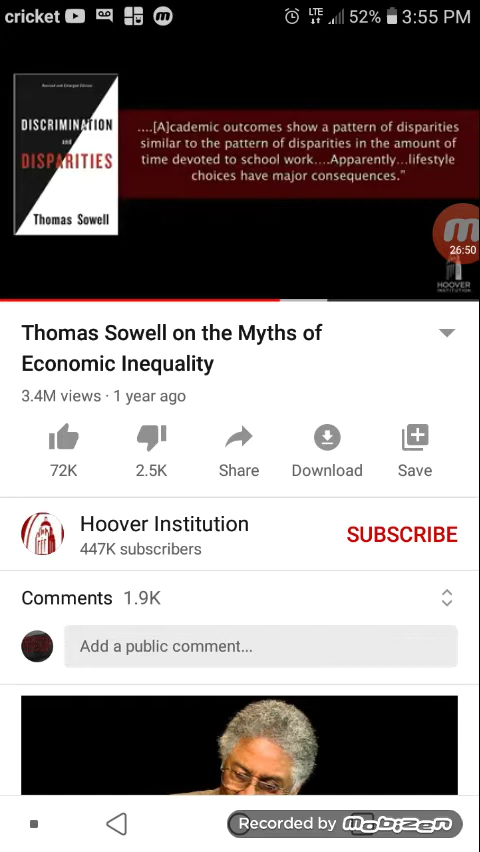 cricket
LTE
52%
3:55 PM
Revised and Enlarged Edition
DISCRIMINATION
and
DISPARITIES
Thomas Sowell
....[A]cademic outcomes show a pattern of disparities
similar to the pattern of disparities in the amount of
time devoted to school work....Apparently...lifestyle
choices have major consequences."
26:50
HOOVER
INSTITUTION
Thomas Sowell on the Myths of
Economic Inequality
3.4M views · 1 year ago
72K
2.5K
Share
Download
Save
Hoover Institution
447K subscribers
SUBSCRIBE
Comments 1.9K
Add a public comment...
Recorded by mobizen